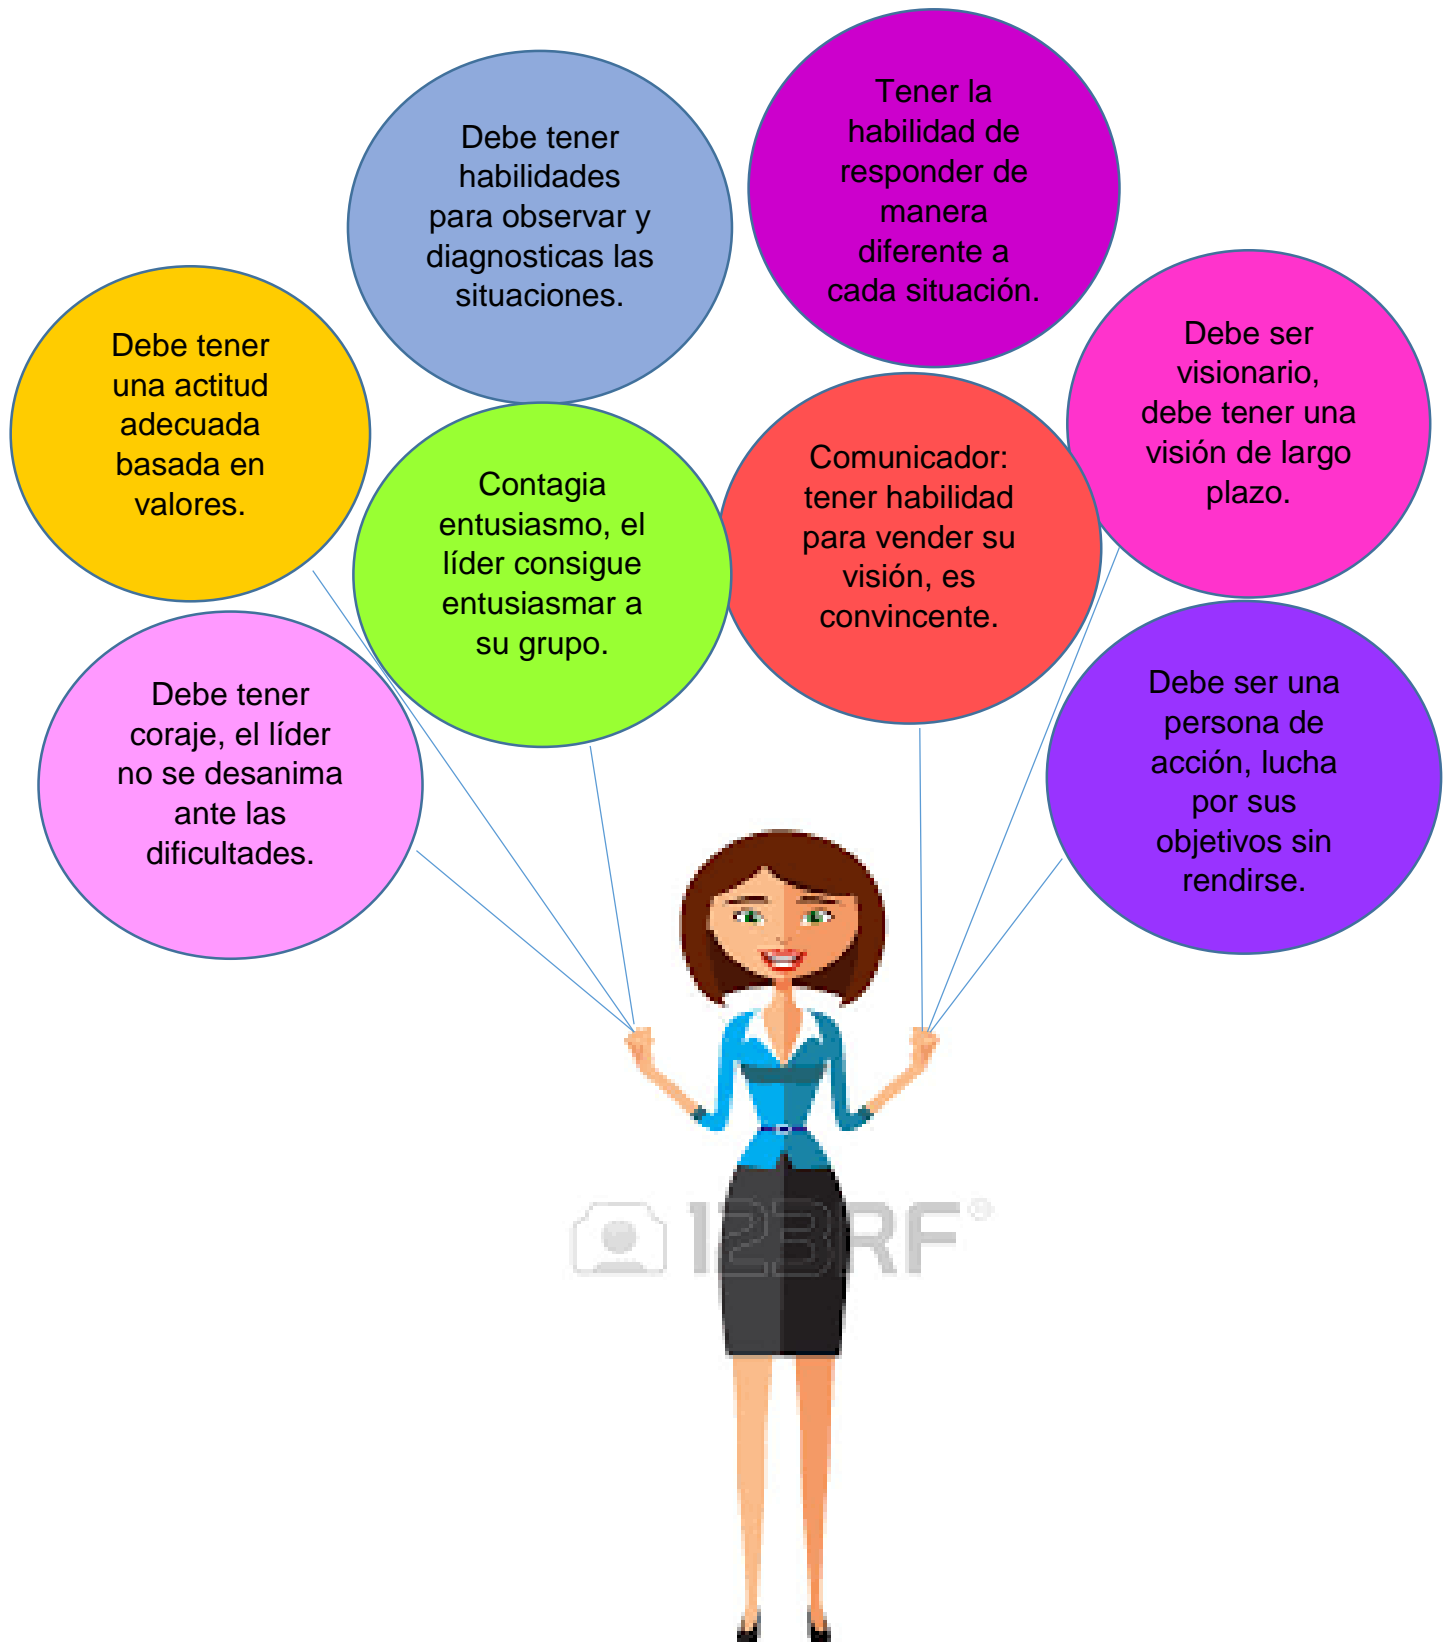 Tener la
habilidad de
responder de
manera
diferente a
cada situación.
Debe tener
habilidades
para observar y
diagnosticas las
situaciones.
Debe ser
visionario,
debe tener una
visión de largo
plazo.
Debe tener
una actitud
adecuada
basada en
valores.
Comunicador:
tener habilidad
para vender su
visión, es
convincente.
Contagia
entusiasmo, el
líder consigue
entusiasmar a
su grupo.
Debe ser una
persona de
acción, lucha
por sus
objetivos sin
rendirse.
Debe tener
coraje, el líder
no se desanima
ante las
dificultades.
123RF®